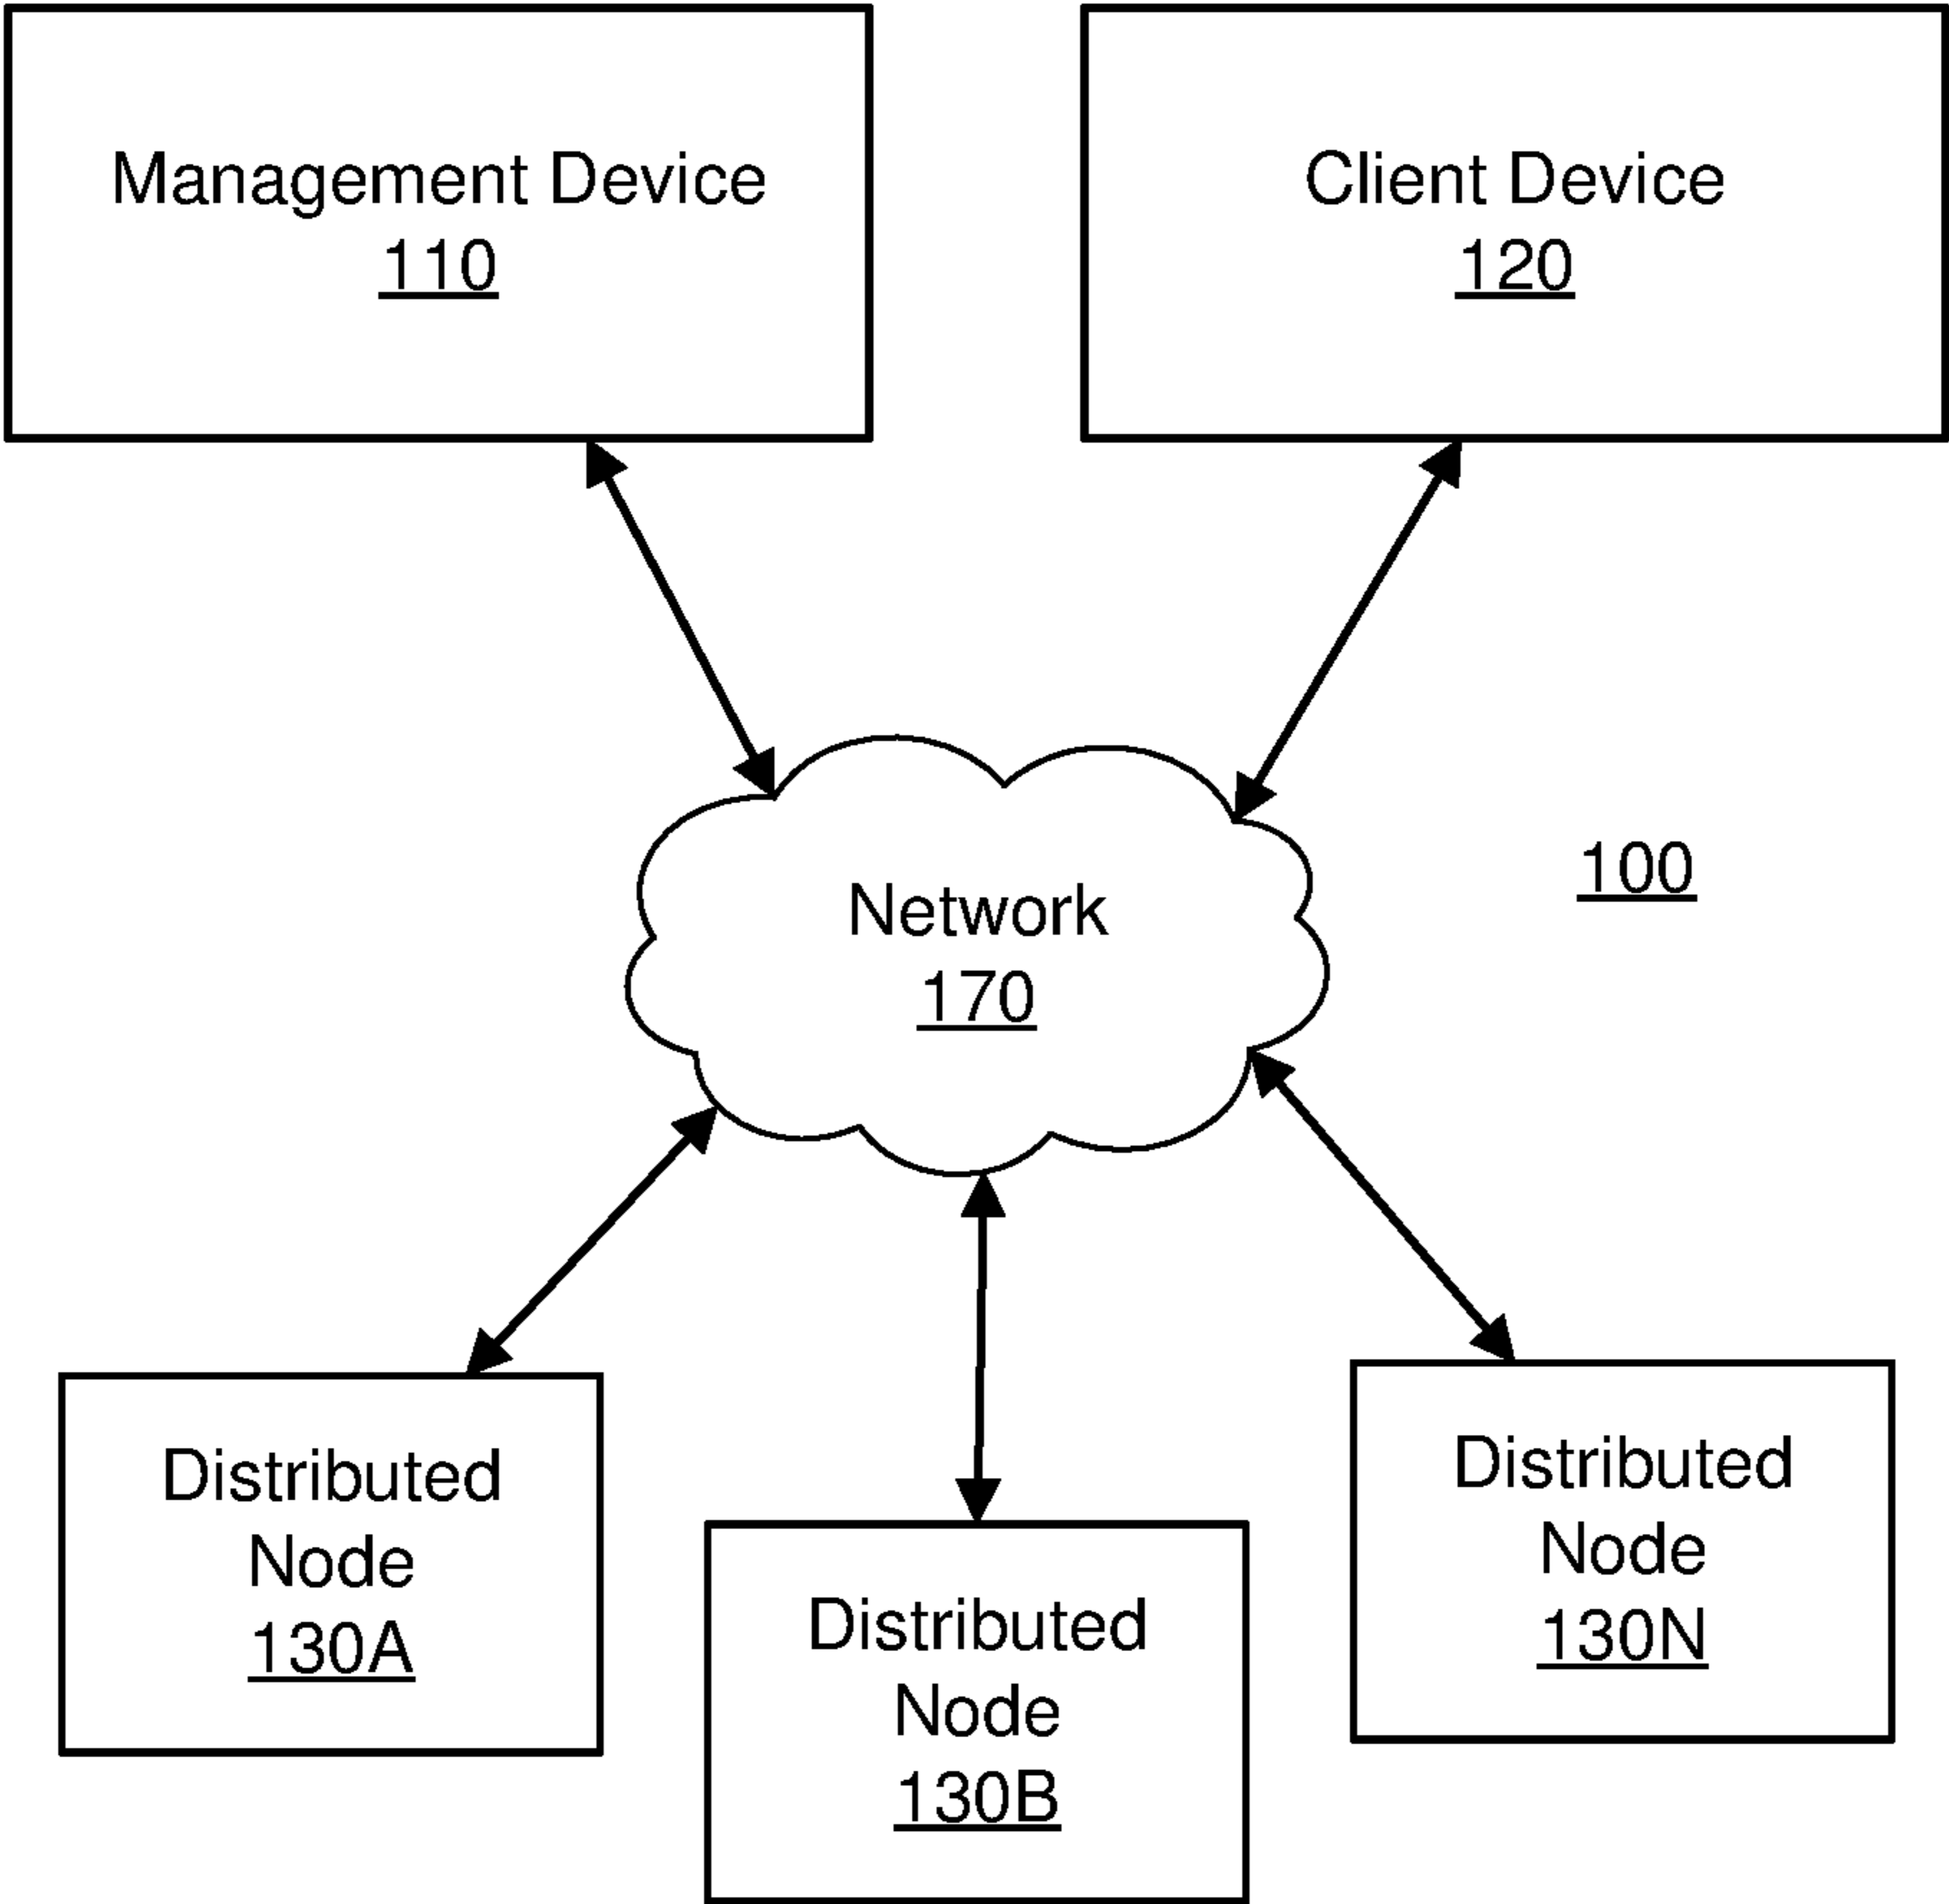 Management Device
110
Client Device
120
Network
170
100
Distributed
Node
130A
Distributed
Node
130B
Distributed
Node
130N